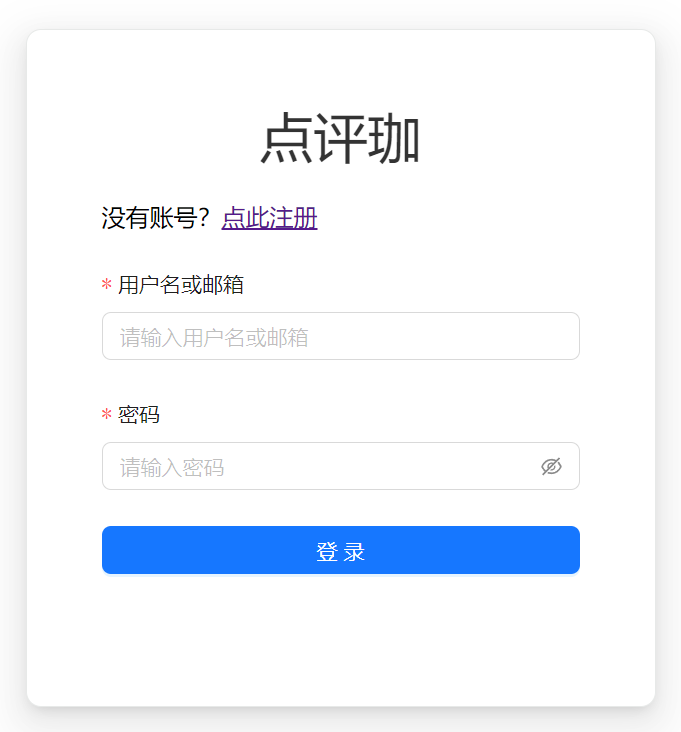 点评珈
没有账号？点此注册
* 用户名或邮箱
请输入用户名或邮箱
* 密码
请输入密码
登 录